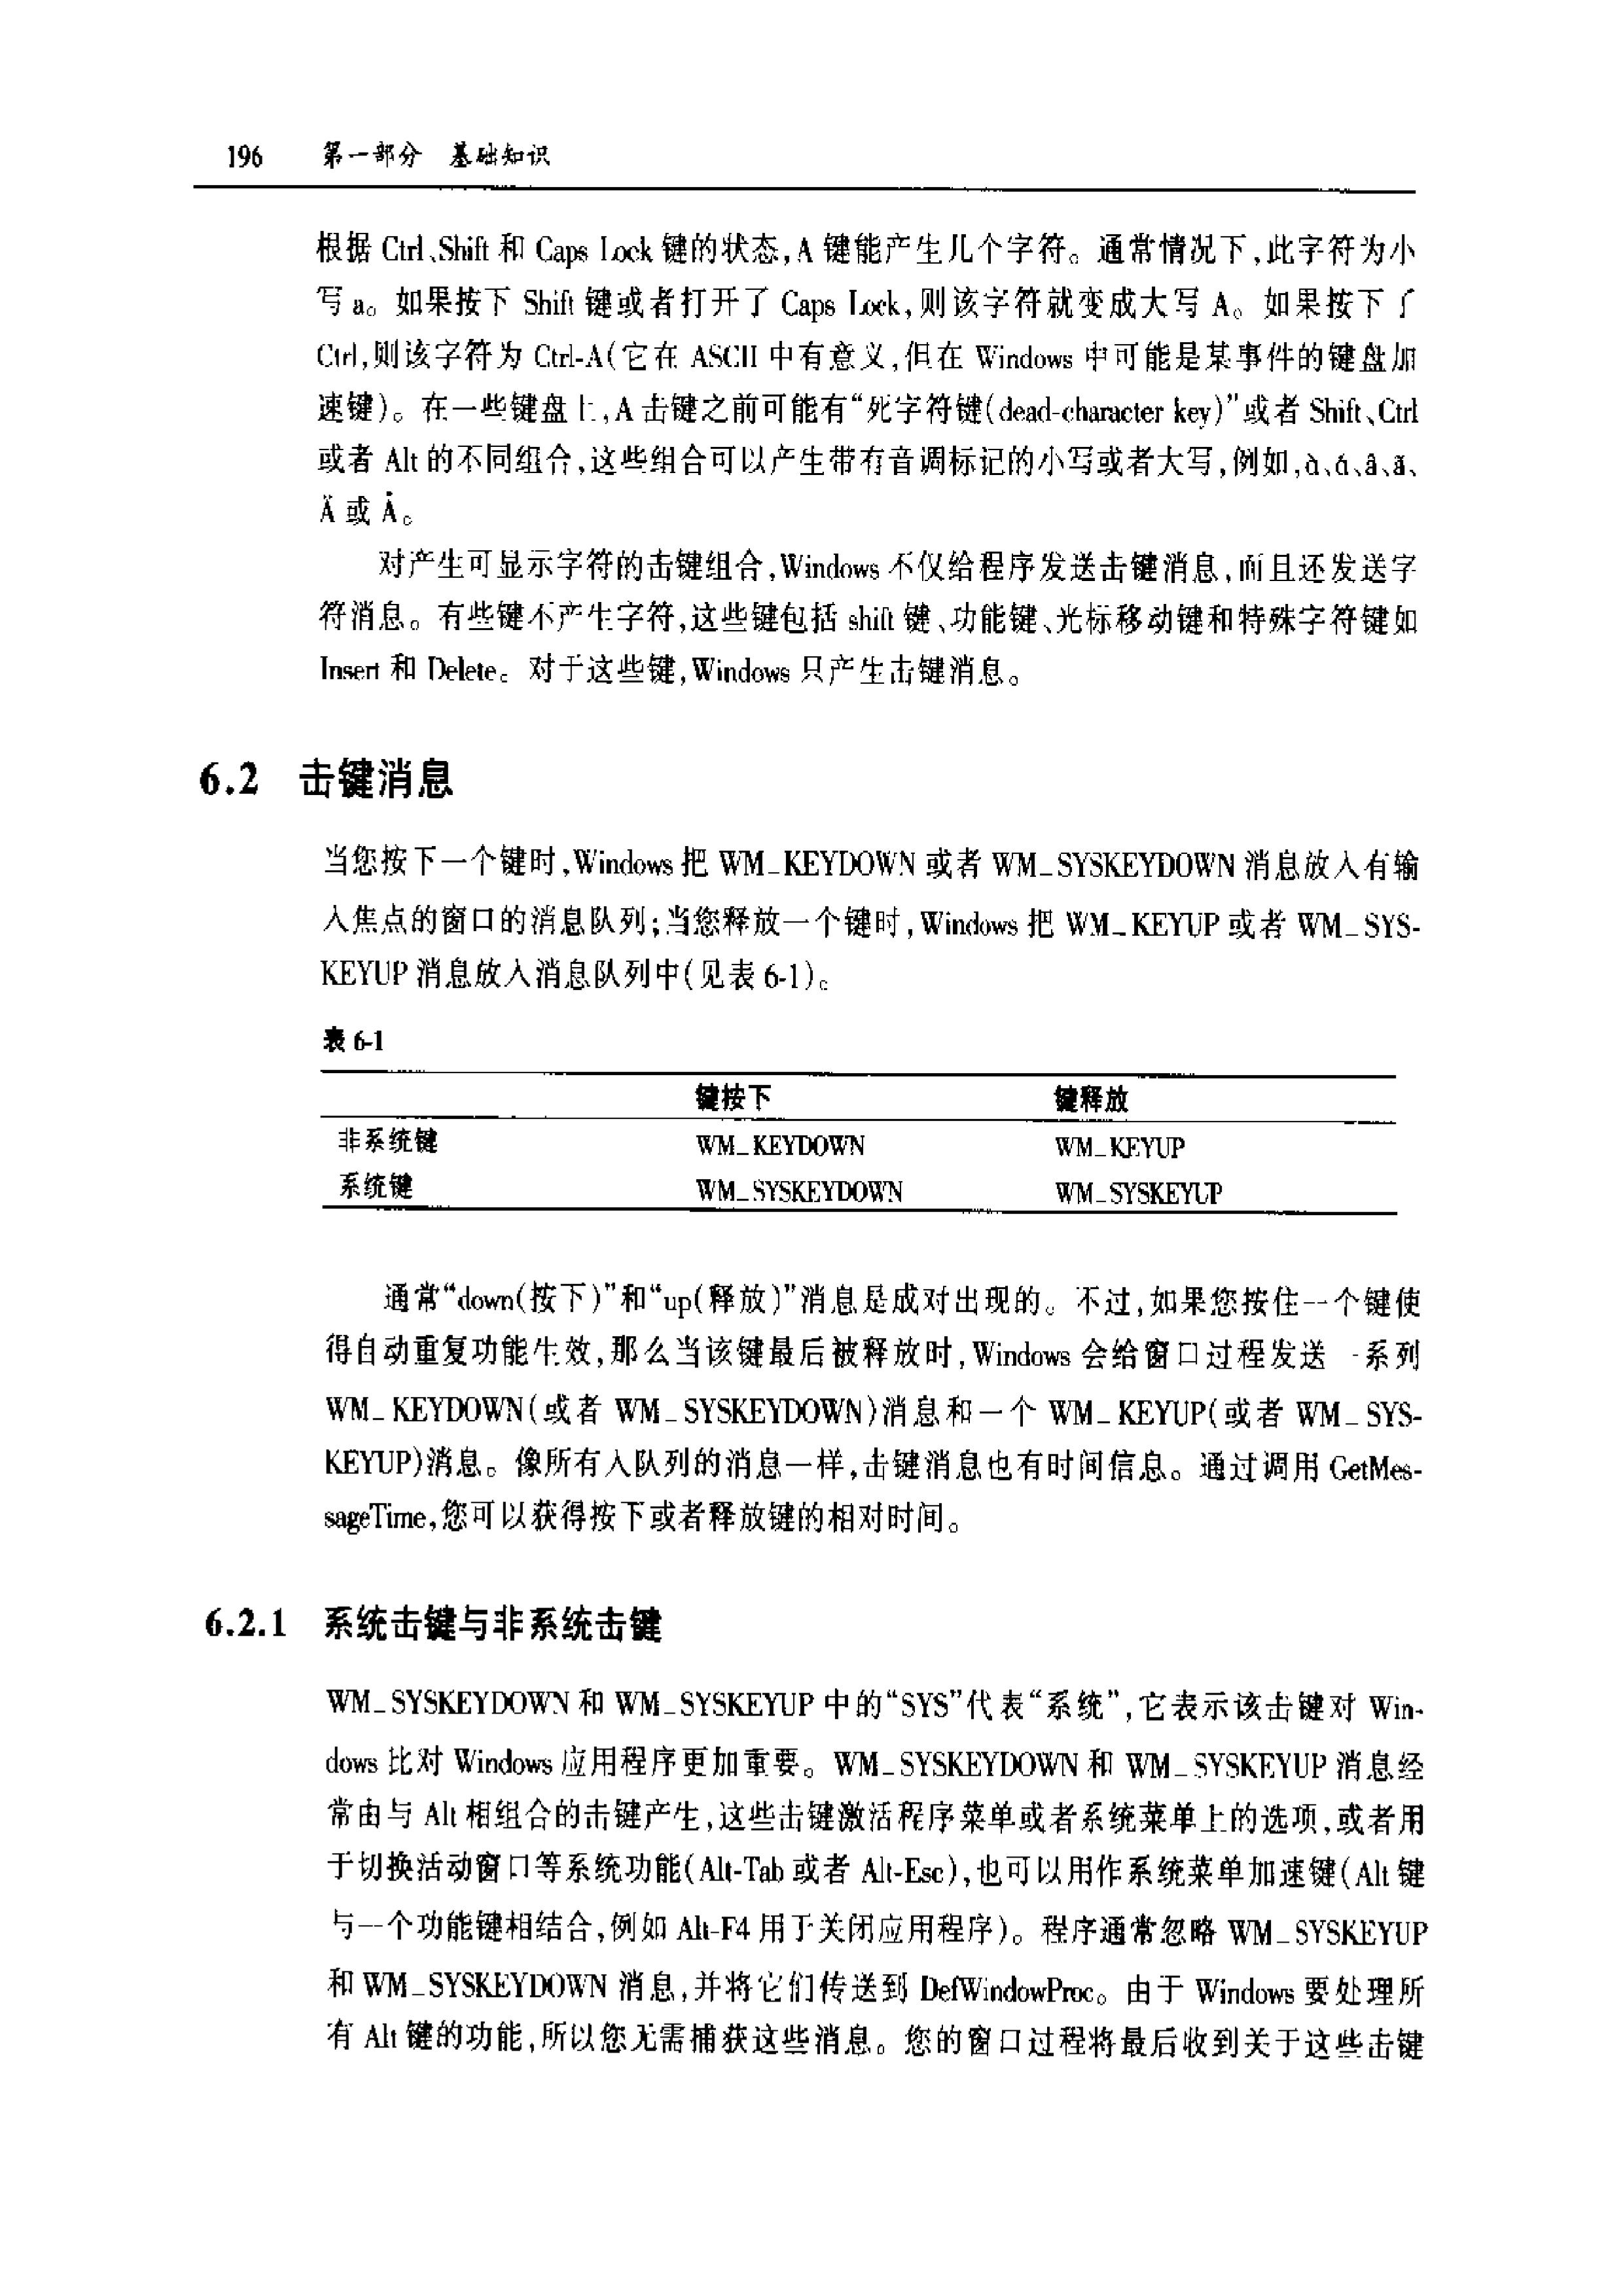 196 第一部分 基础知识
根据 Ctrl、Shift 和 Caps Lock 键的状态,A 键能产生几个字符。通常情况下,此字符为小
写 a。如果按下 Shift 键或者打开了 Caps Lock,则该字符就变成大写 A。如果按下了
Ctrl,则该字符为 Ctrl-A(它在 ASCII 中有意义,但在 Windows 中可能是某事件的键盘加
速键)。在一些键盘上,A 击键之前可能有“死字符键(dead-character key)”或者 Shift、Ctrl
或者 Alt 的不同组合,这些组合可以产生带有音调标记的小写或者大写,例如,à、á、â、ã、
Ä 或 Å。
对产生可显示字符的击键组合,Windows 不仅给程序发送击键消息,而且还发送字
符消息。有些键不产生字符,这些键包括 shift 键、功能键、光标移动键和特殊字符键如
Insert 和 Delete。对于这些键,Windows 只产生击键消息。
6.2 击键消息
当您按下一个键时,Windows 把 WM_KEYDOWN 或者 WM_SYSKEYDOWN 消息放入有输
入焦点的窗口的消息队列;当您释放一个键时,Windows 把 WM_KEYUP 或者 WM_SYS-
KEYUP 消息放入消息队列中(见表 6-1)。
表 6-1
键按下 键释放
非系统键 WM_KEYDOWN WM_KEYUP
系统键 WM_SYSKEYDOWN WM_SYSKEYUP
通常“down(按下)”和“up(释放)”消息是成对出现的。不过,如果您按住一个键使
得自动重复功能生效,那么当该键最后被释放时,Windows 会给窗口过程发送一系列
WM_KEYDOWN(或者 WM_SYSKEYDOWN)消息和一个 WM_KEYUP(或者 WM_SYS-
KEYUP)消息。像所有入队列的消息一样,击键消息也有时间信息。通过调用 GetMes-
sageTime,您可以获得按下或者释放键的相对时间。
6.2.1 系统击键与非系统击键
WM_SYSKEYDOWN 和 WM_SYSKEYUP 中的“SYS”代表“系统”,它表示该击键对 Win-
dows 比对 Windows 应用程序更加重要。WM_SYSKEYDOWN 和 WM_SYSKEYUP 消息经
常由与 Alt 相组合的击键产生,这些击键激活程序菜单或者系统菜单上的选项,或者用
于切换活动窗口等系统功能(Alt-Tab 或者 Alt-Esc),也可以用作系统菜单加速键(Alt 键
与一个功能键相结合,例如 Alt-F4 用于关闭应用程序)。程序通常忽略 WM_SYSKEYUP
和 WM_SYSKEYDOWN 消息,并将它们传送到 DefWindowProc。由于 Windows 要处理所
有 Alt 键的功能,所以您无需捕获这些消息。您的窗口过程将最后收到关于这些击键